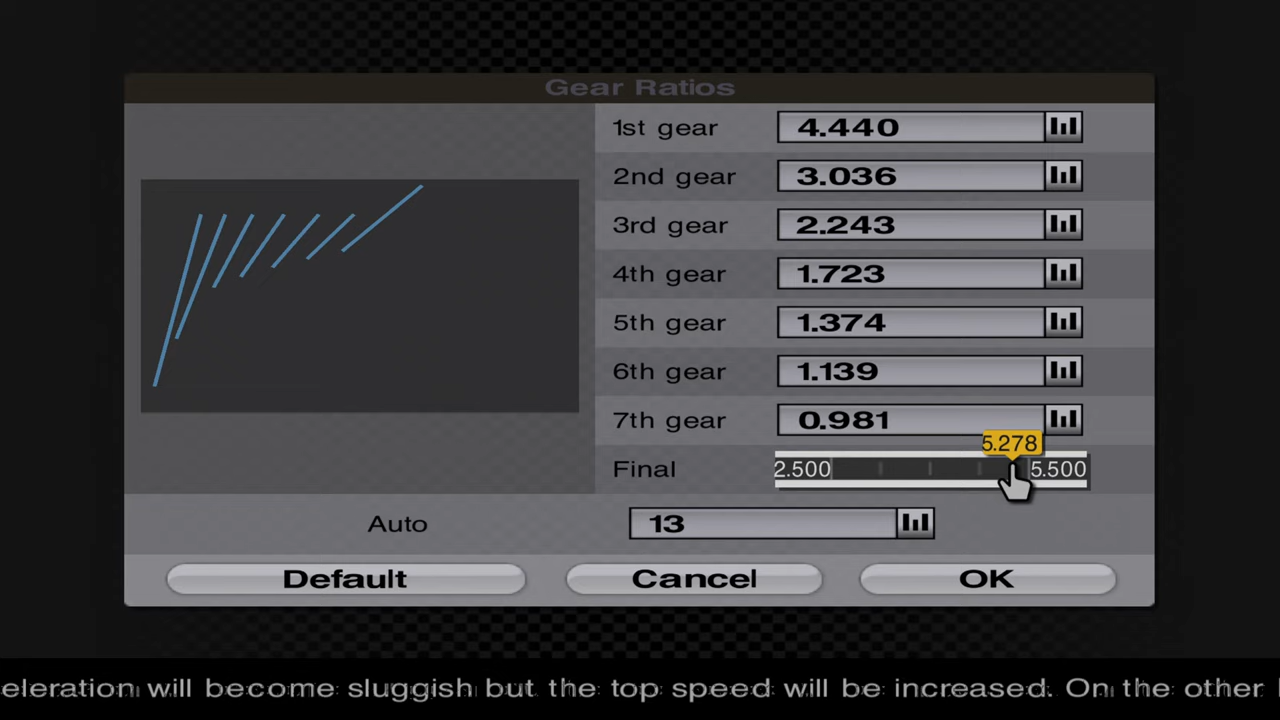 Gear Ratios
1st gear 4.440
2nd gear 3.036
3rd gear 2.243
4th gear 1.723
5th gear 1.374
6th gear 1.139
7th gear 0.981
5.278
Final 2.500 5.500
Auto 13
Default Cancel OK
eleration will become sluggish but the top speed will be increased. On the other